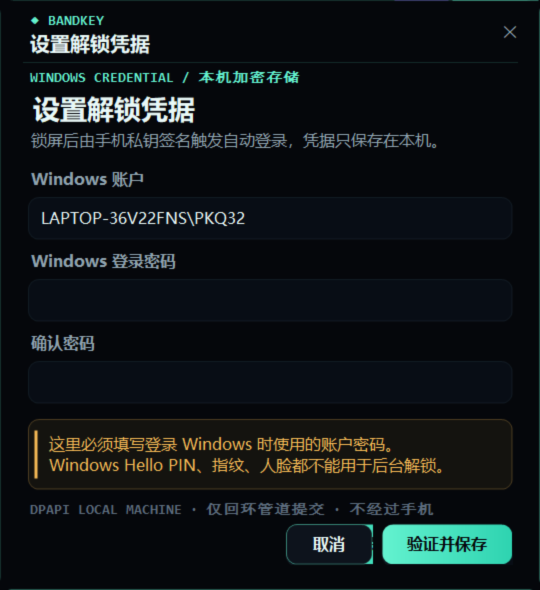 ◆ BANDKEY
设置解锁凭据
WINDOWS CREDENTIAL / 本机加密存储
设置解锁凭据
锁屏后由手机私钥签名触发自动登录，凭据只保存在本机。
Windows 账户
LAPTOP-36V22FNS\PKQ32
Windows 登录密码
确认密码
这里必须填写登录 Windows 时使用的账户密码。
Windows Hello PIN、指纹、人脸都不能用于后台解锁。
DPAPI LOCAL MACHINE · 仅回环管道提交 · 不经过手机
取消
验证并保存